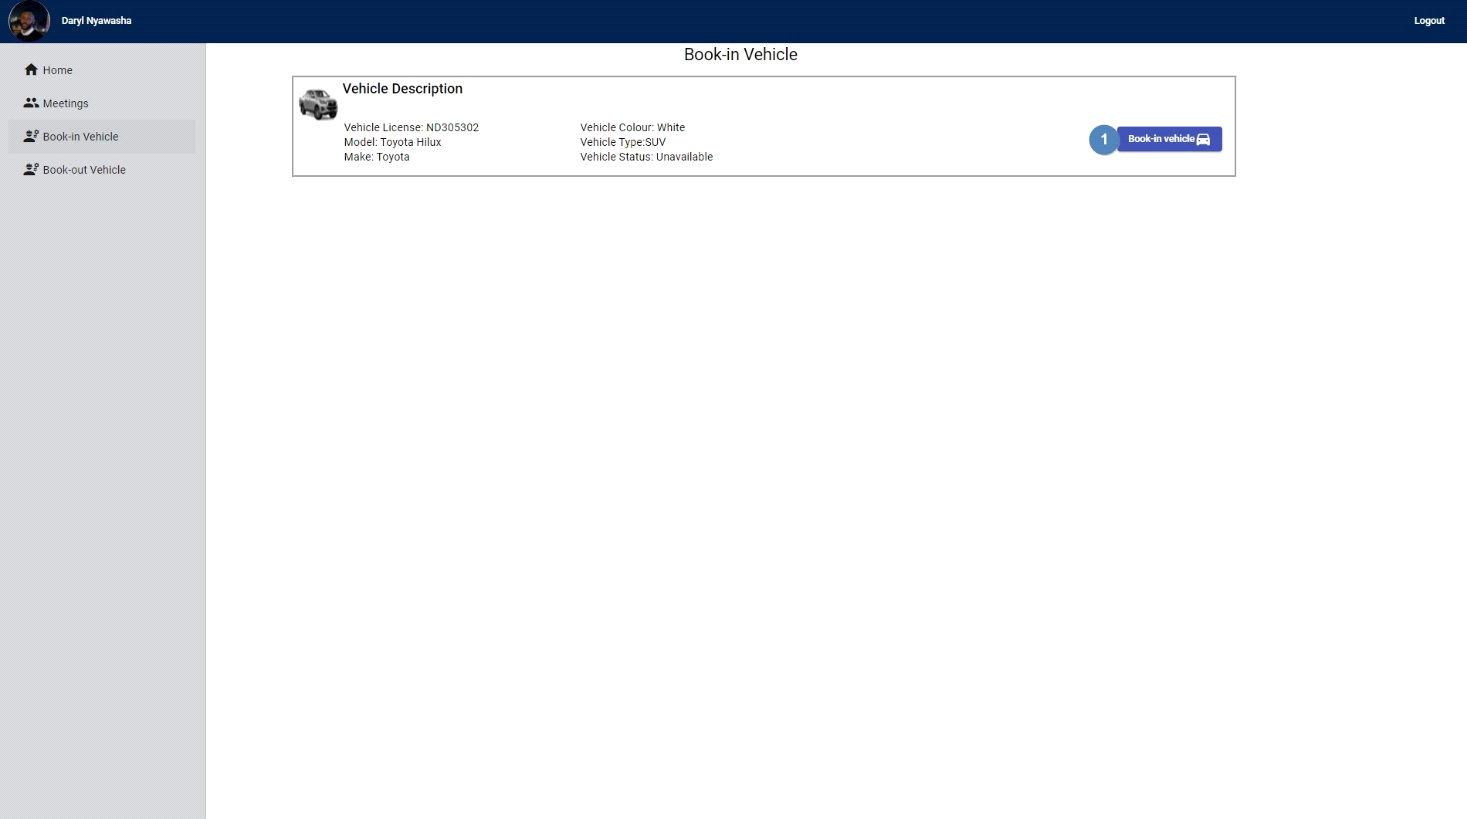 Daryl Nyawasha
Logout
Home
Meetings
Book-in Vehicle
Book-out Vehicle
Book-in Vehicle
Vehicle Description
Vehicle License: ND305302
Model: Toyota Hilux
Make: Toyota
Vehicle Colour: White
Vehicle Type:SUV
Vehicle Status: Unavailable
1
Book-in vehicle